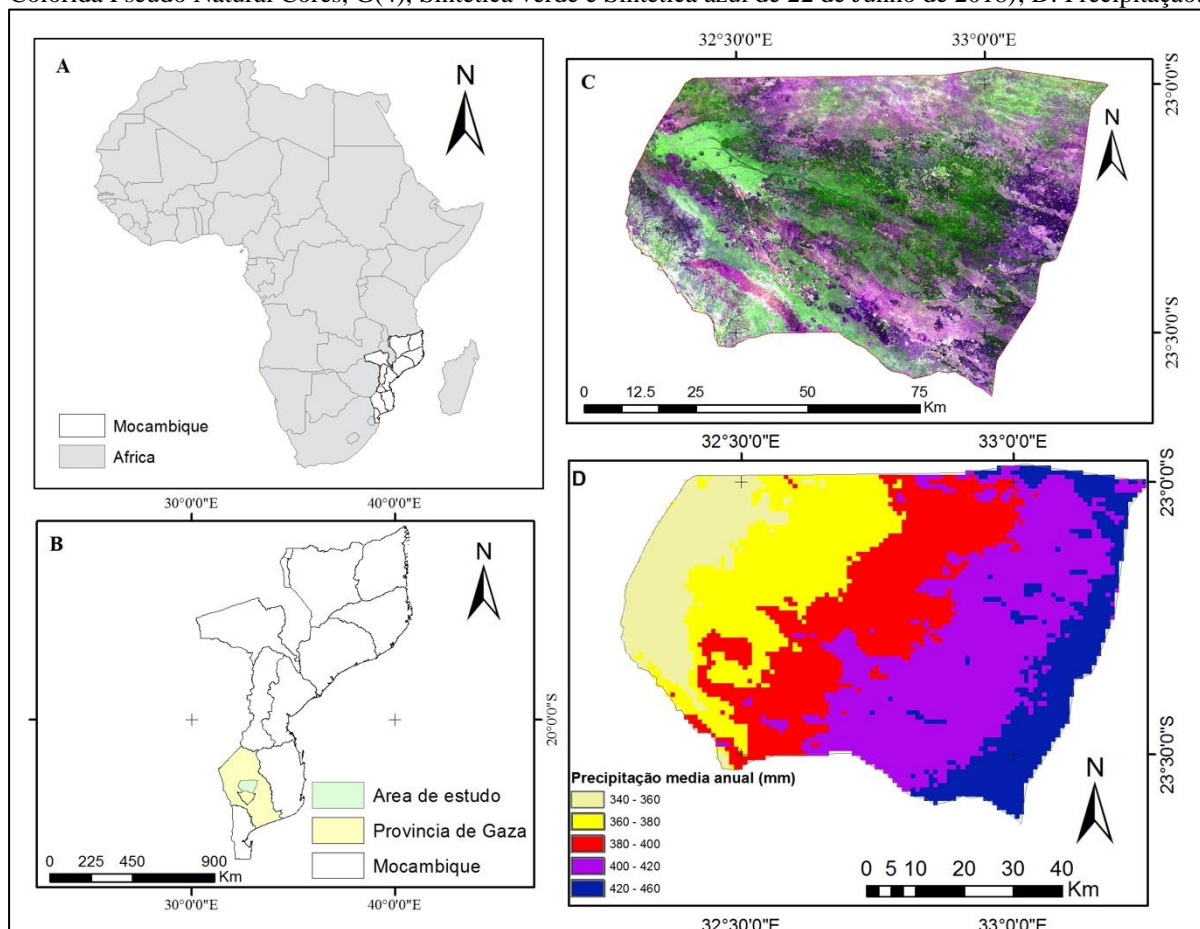 Colorida Pseudo Natural Cores, G(4), Sintética verde e Sintética azul de 22 de Junho de 2018); D: Precipitação.
A
N
Mocambique
Africa
30°0'0"E 40°0'0"E
B
N
20°0'0"S
Area de estudo
Provincia de Gaza
Mocambique
0 225 450 900
Km
30°0'0"E 40°0'0"E
32°30'0"E 33°0'0"E
C
N
23°0'0"S
23°30'0"S
0 12.5 25 50 75
Km
32°30'0"E 33°0'0"E
D
23°0'0"S
23°30'0"S
N
Precipitação media anual (mm)
340 - 360
360 - 380
380 - 400
400 - 420
420 - 460
0 5 10 20 30 40
Km
32°30'0"E 33°0'0"E